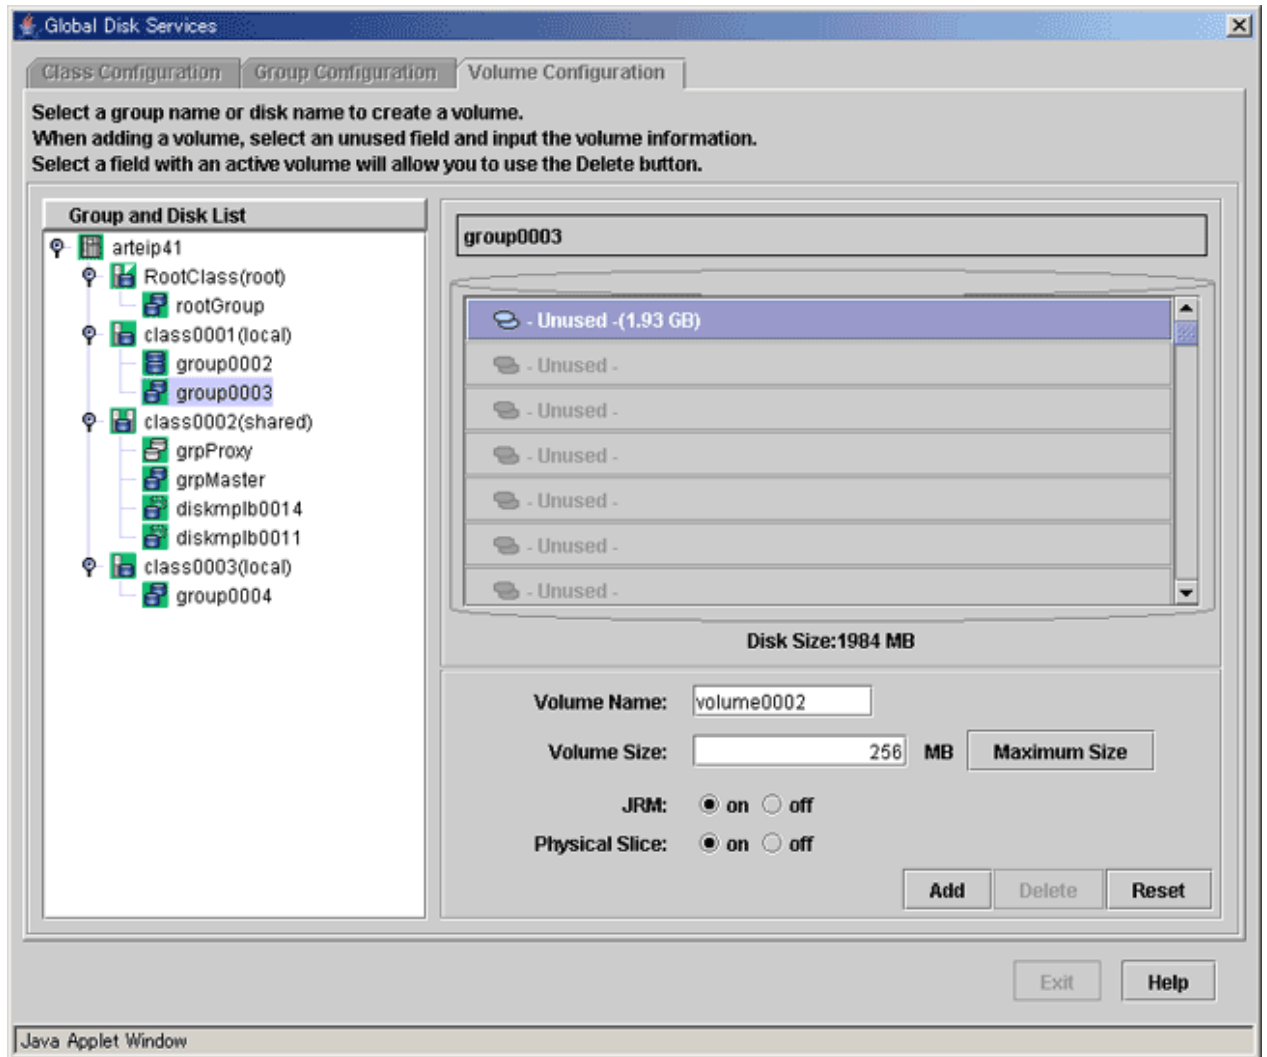 Global Disk Services
Class Configuration
Group Configuration
Volume Configuration
Select a group name or disk name to create a volume.
When adding a volume, select an unused field and input the volume information.
Select a field with an active volume will allow you to use the Delete button.
Group and Disk List
arteip41
RootClass(root)
rootGroup
class0001(local)
group0002
group0003
class0002(shared)
grpProxy
grpMaster
diskmplb0014
diskmplb0011
class0003(local)
group0004
group0003
- Unused -(1.93 GB)
- Unused -
- Unused -
- Unused -
- Unused -
- Unused -
- Unused -
Disk Size:1984 MB
Volume Name: volume0002
Volume Size: 256 MB Maximum Size
JRM: on off
Physical Slice: on off
Add Delete Reset
Exit Help
Java Applet Window